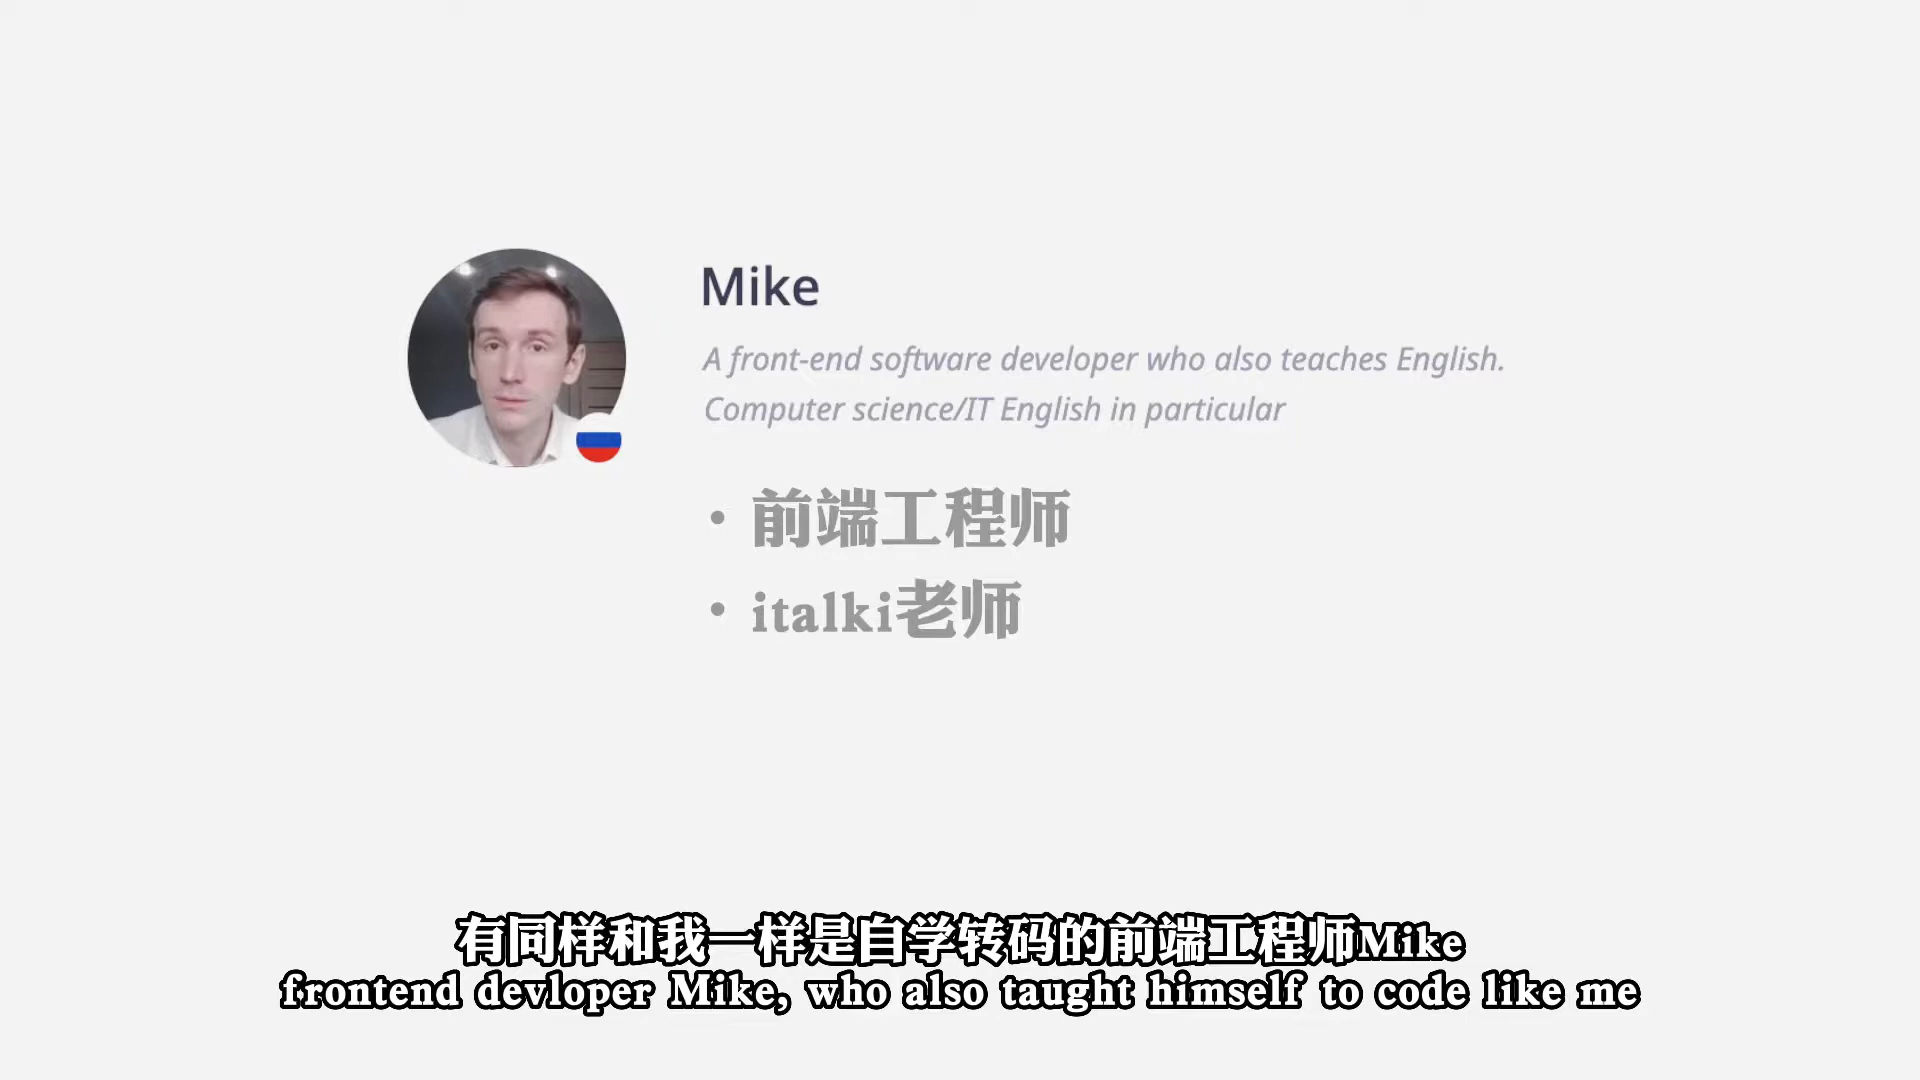 Mike
A front-end software developer who also teaches English.
Computer science/IT English in particular
• 前端工程师
• italki老师
有同样和我一样是自学转码的前端工程师Mike
frontend devloper Mike, who also taught himself to code like me